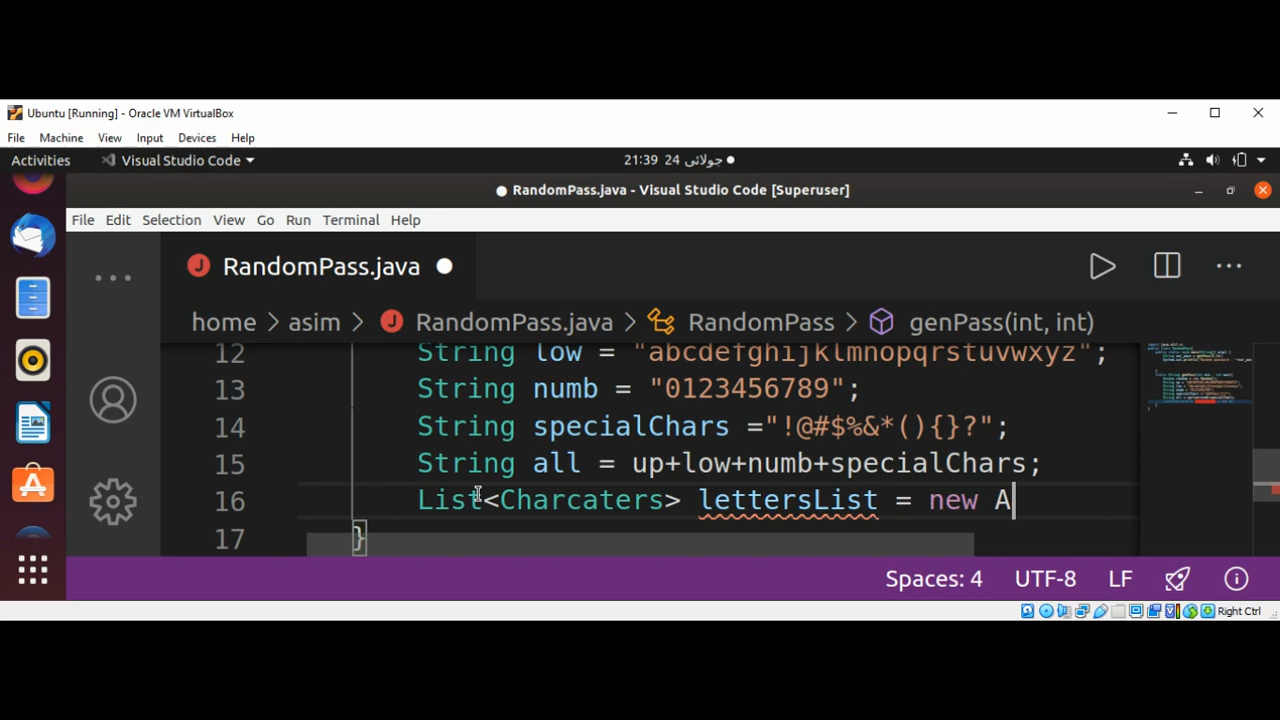 Ubuntu [Running] - Oracle VM VirtualBox
File Machine View Input Devices Help
Activities Visual Studio Code 21:39 24 جولائی
RandomPass.java - Visual Studio Code [Superuser]
File Edit Selection View Go Run Terminal Help
RandomPass.java
home > asim > RandomPass.java > RandomPass > genPass(int, int)
12 String low = "abcdefghijklmnopqrstuvwxyz";
13 String numb = "0123456789";
14 String specialChars ="!@#$%&*(){}?";
15 String all = up+low+numb+specialChars;
16 List<Charcaters> lettersList = new A
17 }
Spaces: 4 UTF-8 LF
Right Ctrl